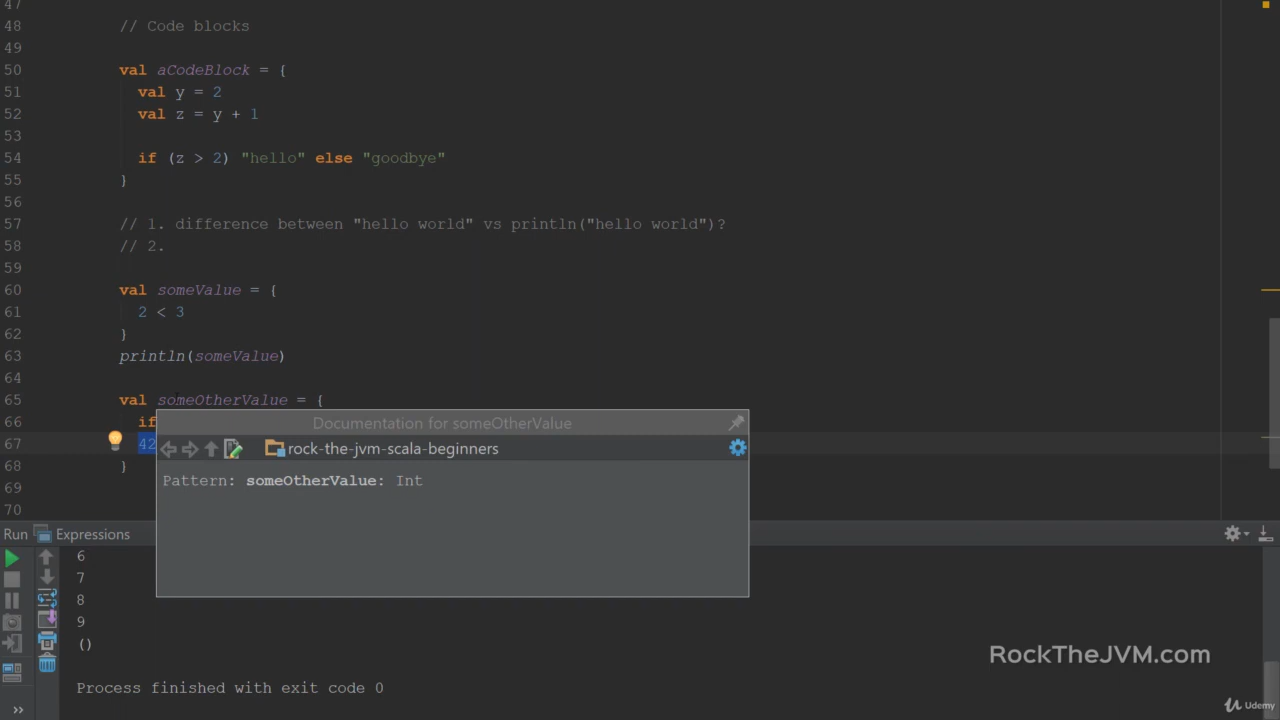 47
48 // Code blocks
49
50 val aCodeBlock = {
51 val y = 2
52 val z = y + 1
53
54 if (z > 2) "hello" else "goodbye"
55 }
56
57 // 1. difference between "hello world" vs println("hello world")?
58 // 2.
59
60 val someValue = {
61 2 < 3
62 }
63 println(someValue)
64
65 val someOtherValue = {
66 if
67 42
68 }
69
70
Documentation for someOtherValue
rock-the-jvm-scala-beginners
Pattern: someOtherValue: Int
Run Expressions
6
7
8
9
()
Process finished with exit code 0
RockTheJVM.com
Udemy